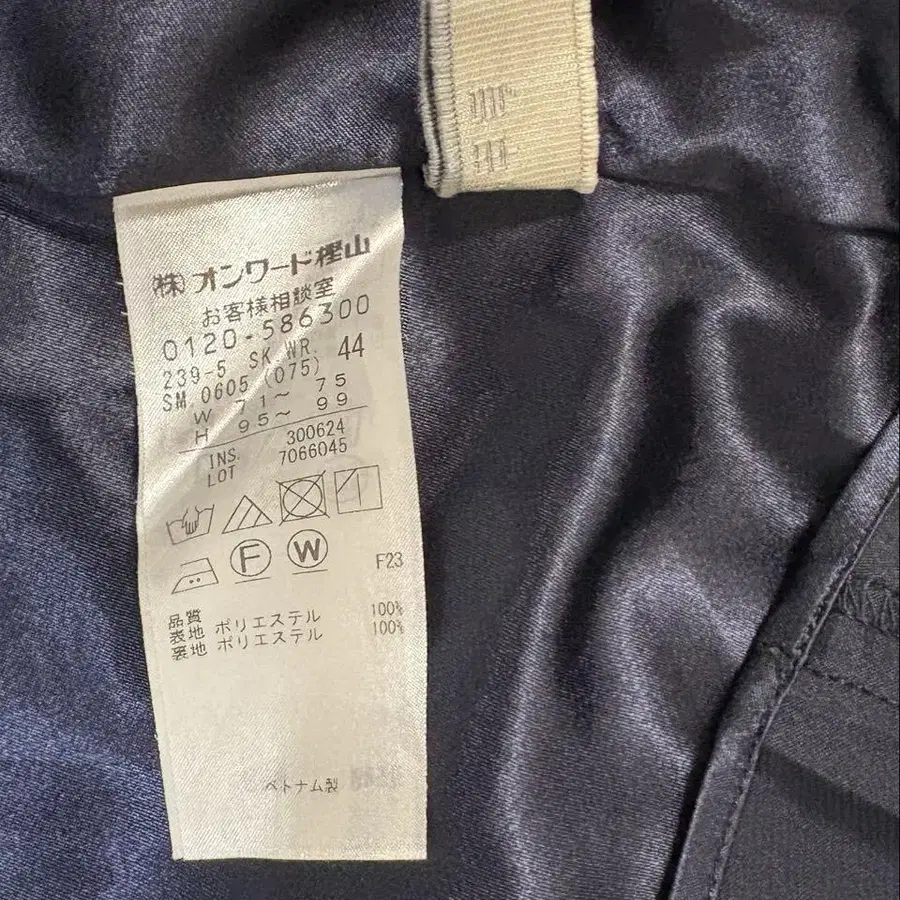 ㈱オンワード樫山
お客様相談室
0120-586300
239-5 SK WR. 44
SM 0605 (075)
W 71～ 75
H 95～ 99
INS. 300624
LOT 7066045
F W F23
品質
表地 ポリエステル 100%
裏地 ポリエステル 100%
ベトナム製